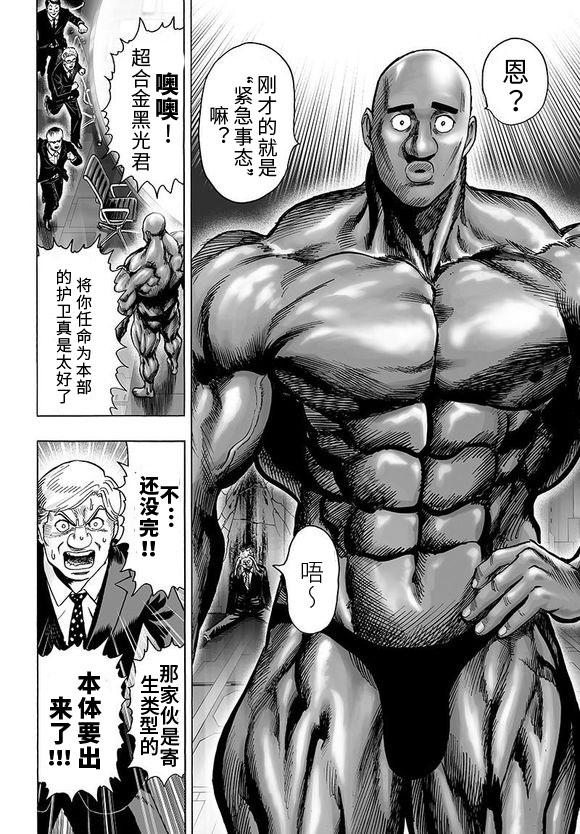 恩？
刚才的就是
“紧急事态”
嘛？
唔～
噢噢！
超合金黑光君
将你任命为本部
的护卫真是太好了
不…
还没完!!
那家伙是寄
生类型的
本体要出
来了!!!